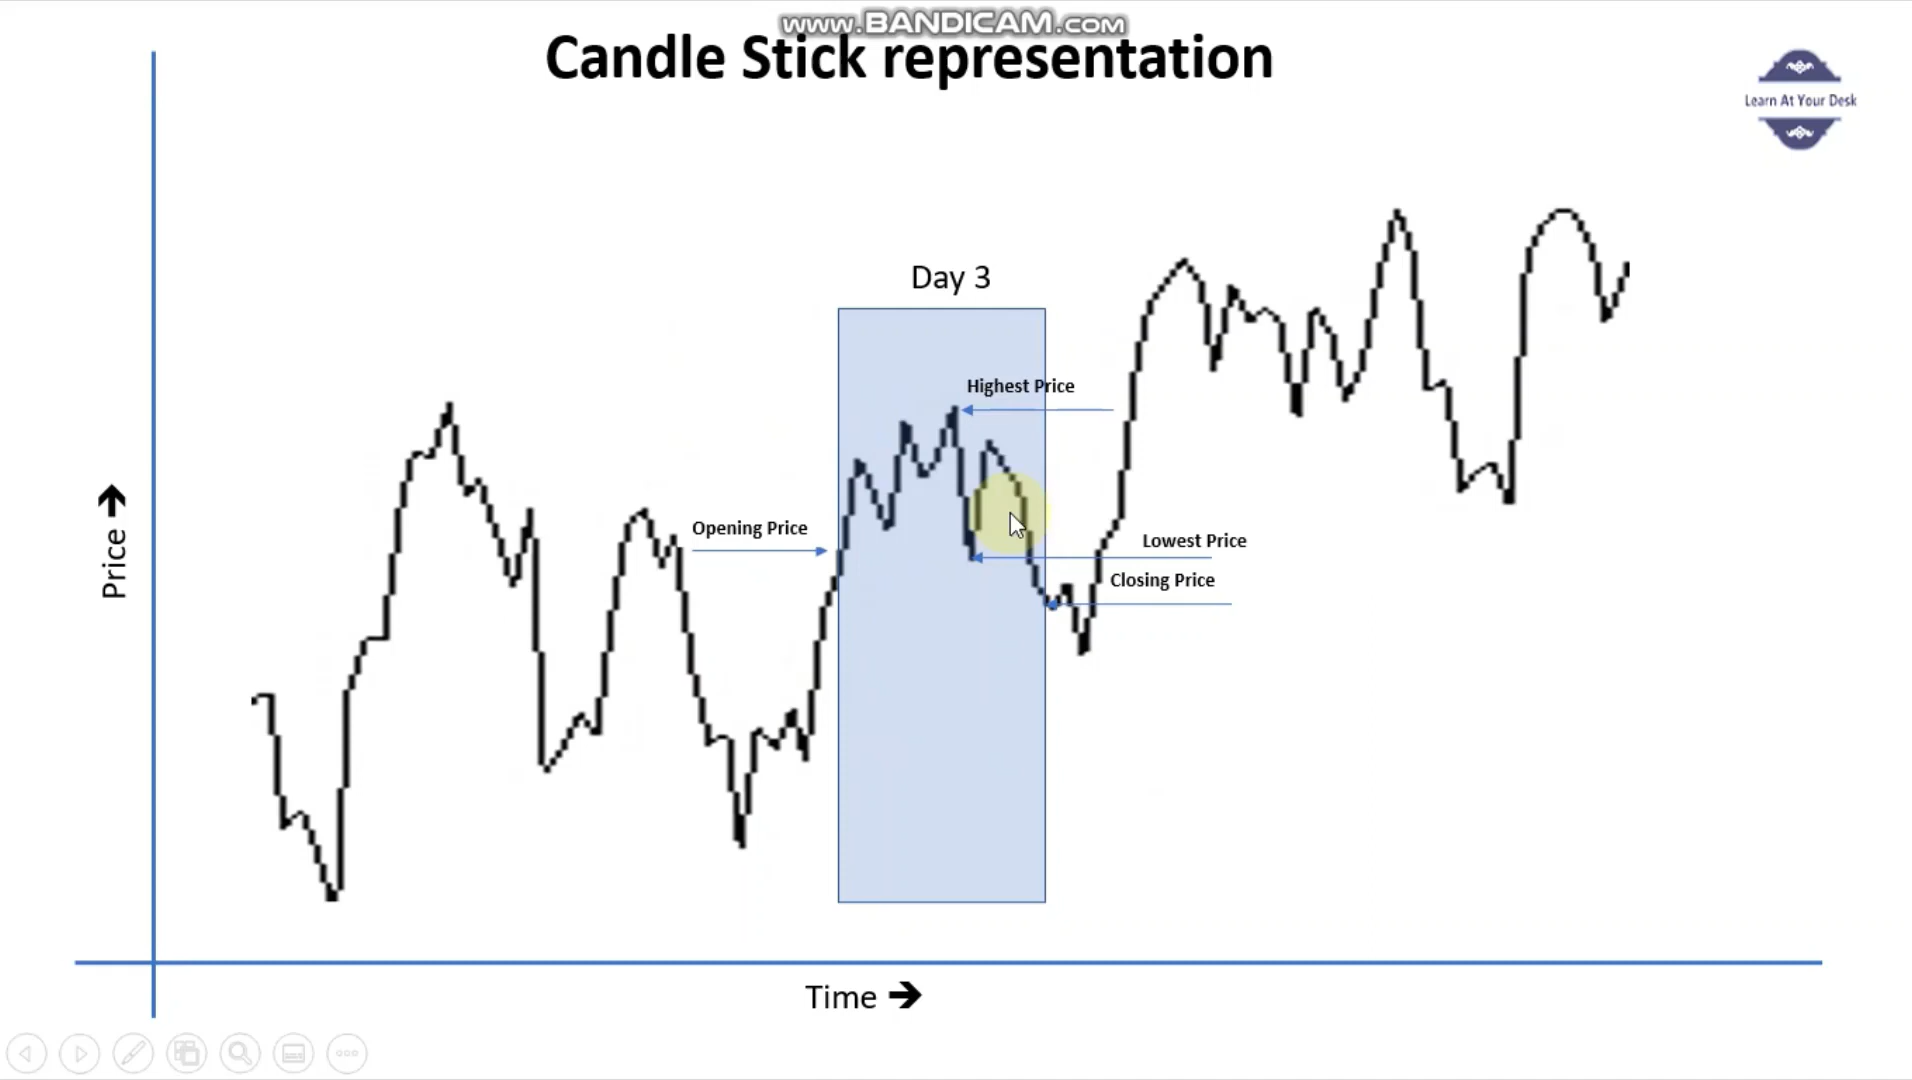 www.BANDICAM.com
Candle Stick representation
Learn At Your Desk
Day 3
Highest Price
Opening Price
Lowest Price
Closing Price
Price ➔
Time ➔